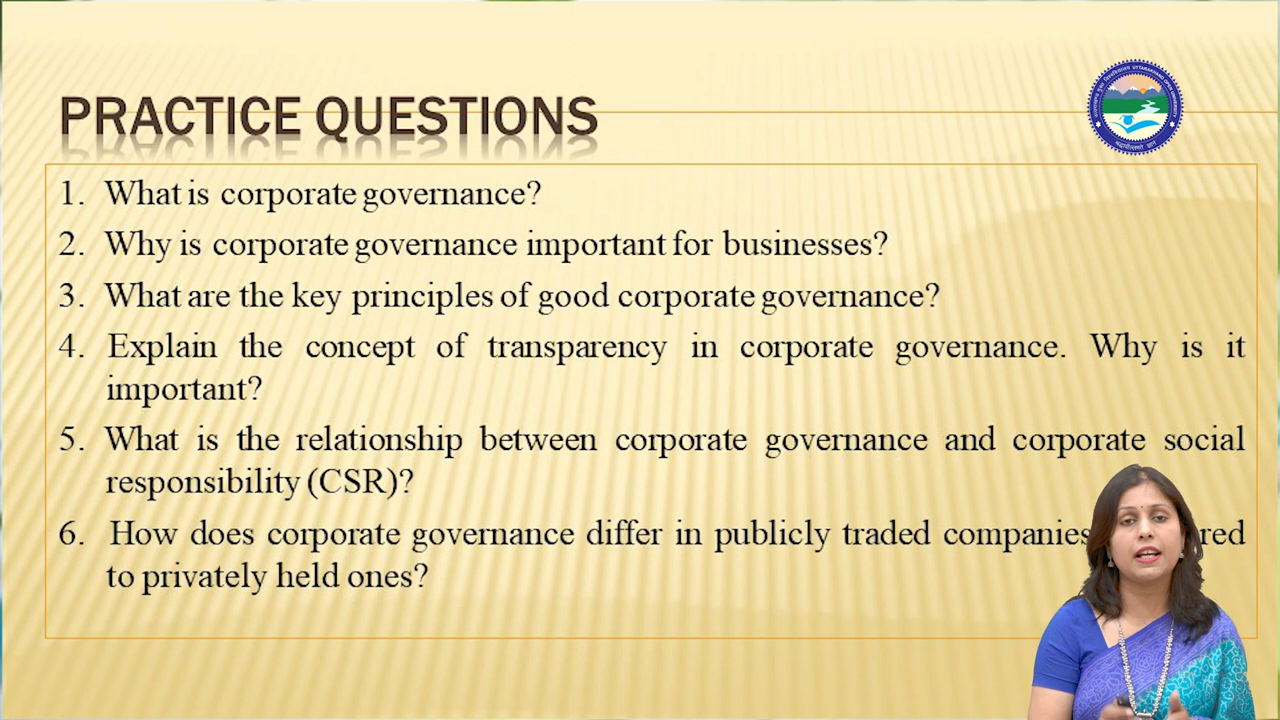 PRACTICE QUESTIONS
UTTARAKHAND OPEN UNIVERSITY
1. What is corporate governance?
2. Why is corporate governance important for businesses?
3. What are the key principles of good corporate governance?
4. Explain the concept of transparency in corporate governance. Why is it
important?
5. What is the relationship between corporate governance and corporate social
responsibility (CSR)?
6. How does corporate governance differ in publicly traded companies
to privately held ones?